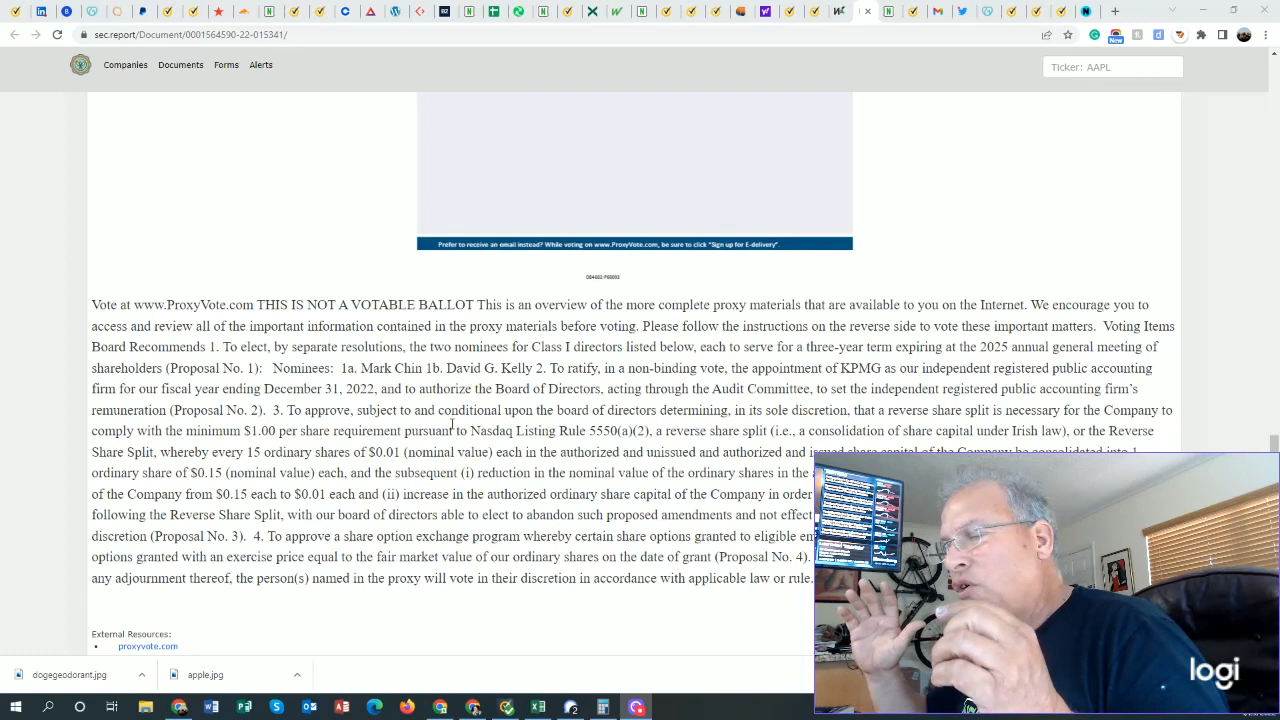 sec.report/Document/0001564590-22-015341/
New
Companies Documents Forms Alerts
Ticker: AAPL
Prefer to receive an email instead? While voting on www.ProxyVote.com, be sure to click "Sign up for E-delivery".
Vote at www.ProxyVote.com THIS IS NOT A VOTABLE BALLOT This is an overview of the more complete proxy materials that are available to you on the Internet. We encourage you to
access and review all of the important information contained in the proxy materials before voting. Please follow the instructions on the reverse side to vote these important matters. Voting Items
Board Recommends 1. To elect, by separate resolutions, the two nominees for Class I directors listed below, each to serve for a three-year term expiring at the 2025 annual general meeting of
shareholders (Proposal No. 1): Nominees: 1a. Mark Chin 1b. David G. Kelly 2. To ratify, in a non-binding vote, the appointment of KPMG as our independent registered public accounting
firm for our fiscal year ending December 31, 2022, and to authorize the Board of Directors, acting through the Audit Committee, to set the independent registered public accounting firm's
remuneration (Proposal No. 2). 3. To approve, subject to and conditional upon the board of directors determining, in its sole discretion, that a reverse share split is necessary for the Company to
comply with the minimum $1.00 per share requirement pursuant to Nasdaq Listing Rule 5550(a)(2), a reverse share split (i.e., a consolidation of share capital under Irish law), or the Reverse
Share Split, whereby every 15 ordinary shares of $0.01 (nominal value) each in the authorized and unissued and authorized and issued share capital of the Company be consolidated into 1
ordinary share of $0.15 (nominal value) each, and the subsequent (i) reduction in the nominal value of the ordinary shares in the a
of the Company from $0.15 each to $0.01 each and (ii) increase in the authorized ordinary share capital of the Company in order
following the Reverse Share Split, with our board of directors able to elect to abandon such proposed amendments and not effect
discretion (Proposal No. 3). 4. To approve a share option exchange program whereby certain share options granted to eligible em
options granted with an exercise price equal to the fair market value of our ordinary shares on the date of grant (Proposal No. 4).
any adjournment thereof, the person(s) named in the proxy will vote in their discretion in accordance with applicable law or rule.
External Resources:
• proxyvote.com
dogegeodorant.jpg
apple.jpg
logi